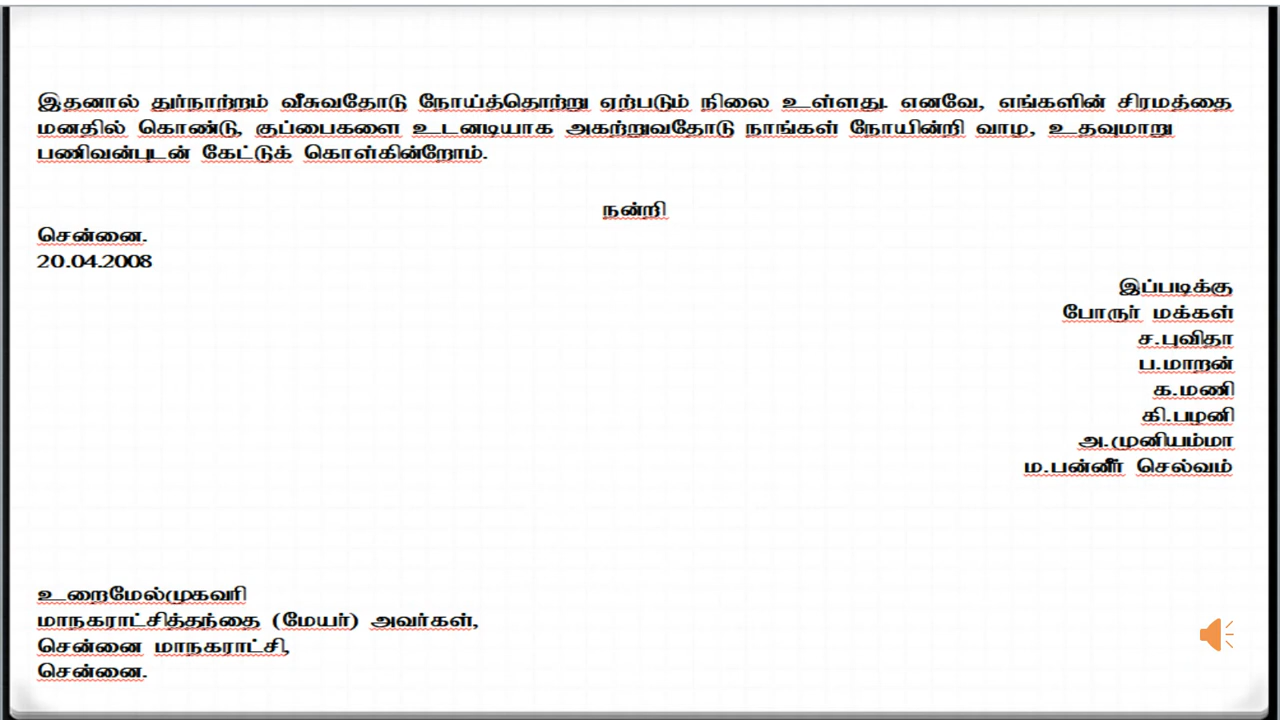 இதனால் துர்நாற்றம் வீசுவதோடு நோய்த்தொற்று ஏற்படும் நிலை உள்ளது. எனவே, எங்களின் சிரமத்தை
மனதில் கொண்டு, குப்பைகளை உடனடியாக அகற்றுவதோடு நாங்கள் நோயின்றி வாழ, உதவுமாறு
பணிவன்புடன் கேட்டுக் கொள்கின்றோம்.
நன்றி
சென்னை.
20.04.2008
இப்படிக்கு
போரூர் மக்கள்
ச.புவிதா
ப.மாறன்
க.மணி
கி.பழனி
அ.முனியம்மா
ம.பன்னீர் செல்வம்
உறைமேல்முகவரி
மாநகராட்சித்தந்தை (மேயர்) அவர்கள்,
சென்னை மாநகராட்சி,
சென்னை.